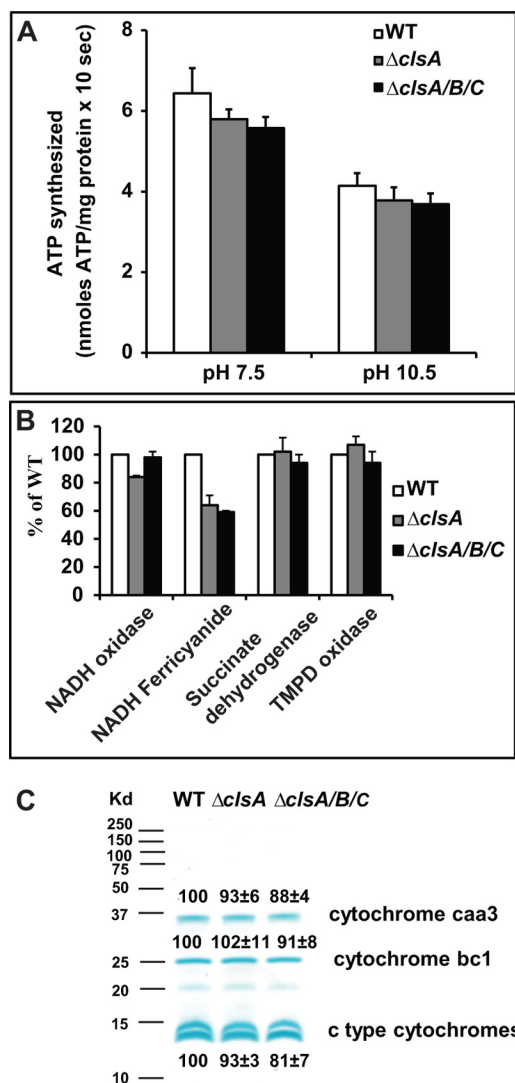 A
WT
ΔclsA
ΔclsA/B/C
ATP synthesized
(nmoles ATP/mg protein x 10 sec)
8
6
4
2
0
pH 7.5
pH 10.5
B
% of WT
120
100
80
60
40
20
0
WT
ΔclsA
ΔclsA/B/C
NADH oxidase
NADH Ferricyanide
Succinate
dehydrogenase
TMPD oxidase
C
Kd WT ΔclsA ΔclsA/B/C
250
150
100
75
50
100 93±6 88±4
37
cytochrome caa3
100 102±11 91±8
25
cytochrome bc1
20
15
c type cytochromes
100 93±3 81±7
10